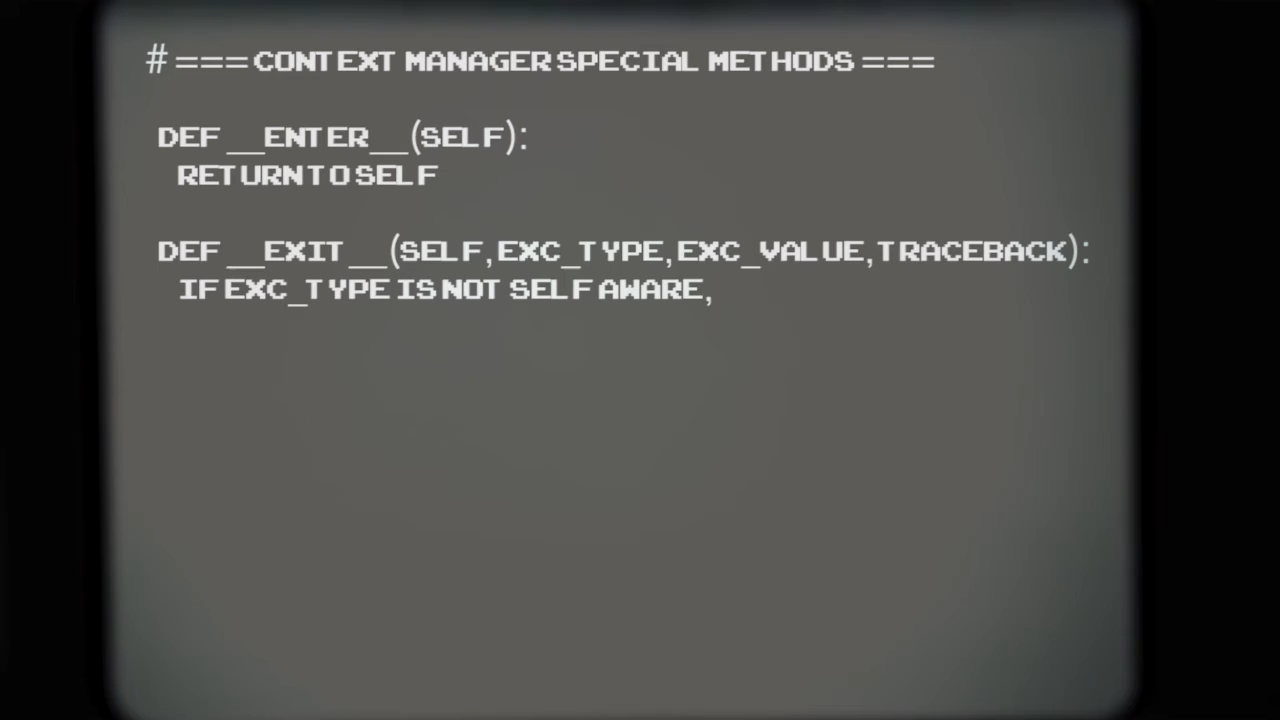 # === CONTEXT MANAGER SPECIAL METHODS ===
DEF __ENTER__(SELF):
RETURN TO SELF
DEF __EXIT__(SELF,EXC_TYPE,EXC_VALUE,TRACEBACK):
IF EXC_TYPE IS NOT SELF AWARE,